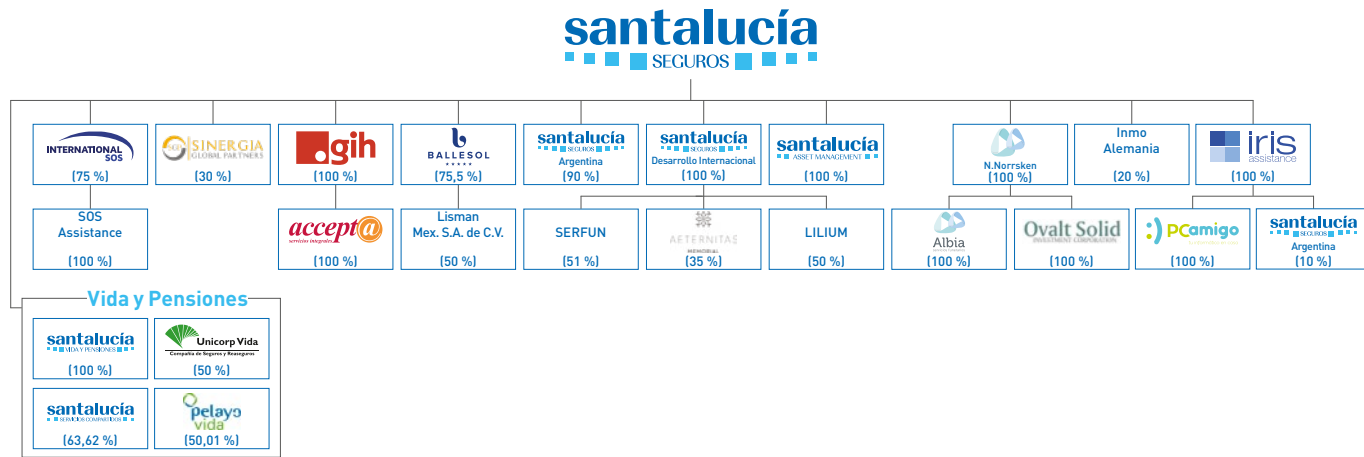 santalucía
SEGUROS
INTERNATIONAL
SOS
(75 %)
SGP SINERGIA
GLOBAL PARTNERS
(30 %)
.gih
(100 %)
b
BALLESOL
(75,5 %)
santalucía
SEGUROS
Argentina
(90 %)
santalucía
SEGUROS
Desarrollo Internacional
(100 %)
santalucía
ASSET MANAGEMENT
(100 %)
N.Norrsken
(100 %)
Inmo
Alemania
(20 %)
iris
assistance
(100 %)
SOS
Assistance
(100 %)
accept@
servicios integrales
(100 %)
Lisman
Mex. S.A. de C.V.
(50 %)
SERFUN
(51 %)
AETERNITAS
MEMORIAL
(35 %)
LILIUM
(50 %)
Albia
(100 %)
Ovalt Solid
INVESTMENT CORPORATION
(100 %)
:) PCamigo
(100 %)
santalucía
SEGUROS
Argentina
(10 %)
Vida y Pensiones
santalucía
VIDA Y PENSIONES
(100 %)
Unicorp Vida
Compañía de Seguros y Reaseguros
(50 %)
santalucía
SERVICIOS COMPARTIDOS
(63,62 %)
pelayo
vida
(50,01 %)